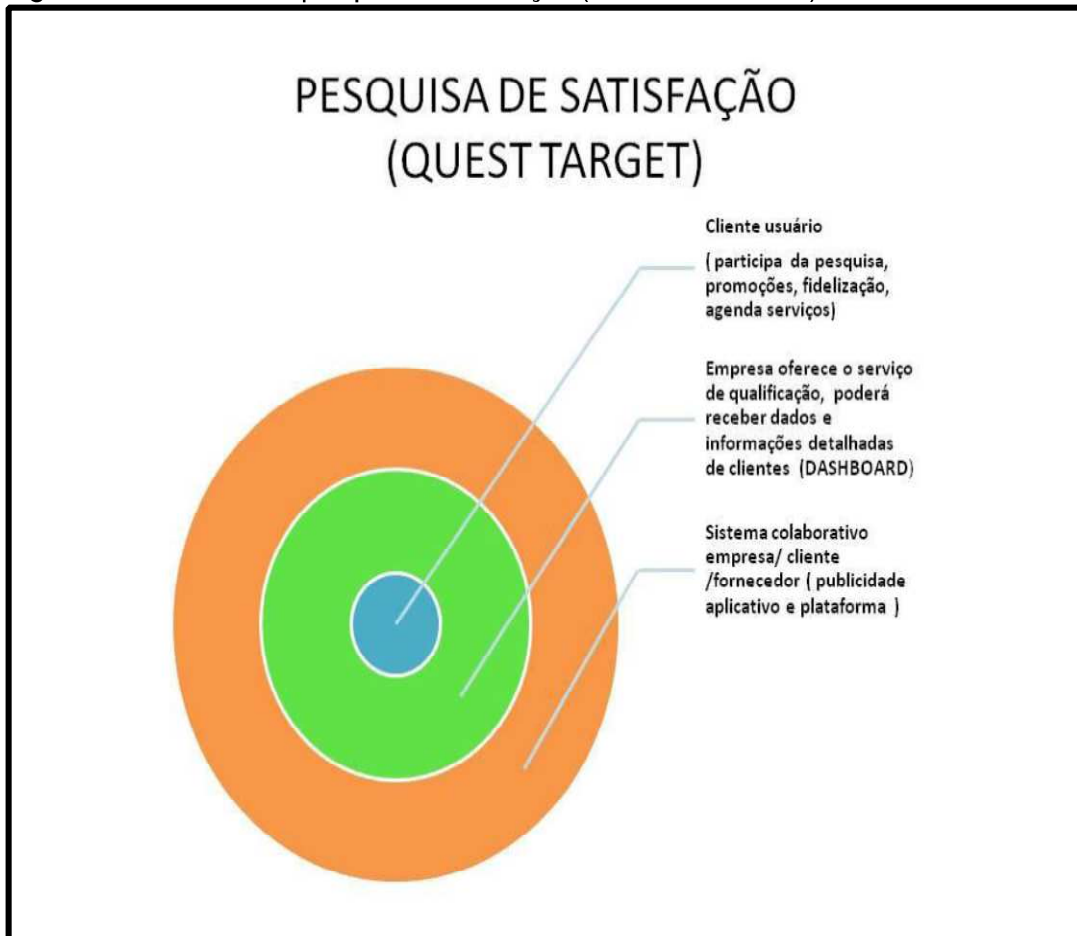 PESQUISA DE SATISFAÇÃO
(QUEST TARGET)
Cliente usuário
( participa da pesquisa,
promoções, fidelização,
agenda serviços)
Empresa oferece o serviço
de qualificação, poderá
receber dados e
informações detalhadas
de clientes (DASHBOARD)
Sistema colaborativo
empresa/ cliente
/fornecedor ( publicidade
aplicativo e plataforma )